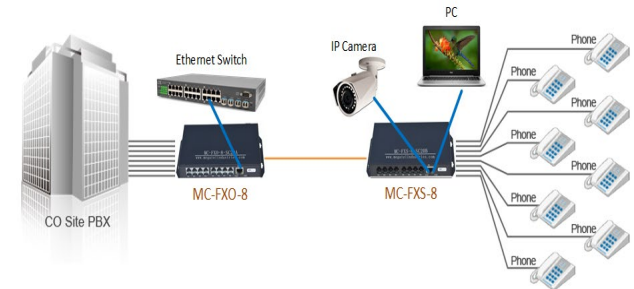 PC
IP Camera
Ethernet Switch
Phone
Phone
Phone
Phone
Phone
Phone
Phone
Phone
MC-FXO-8
MC-FXS-8
CO Site PBX